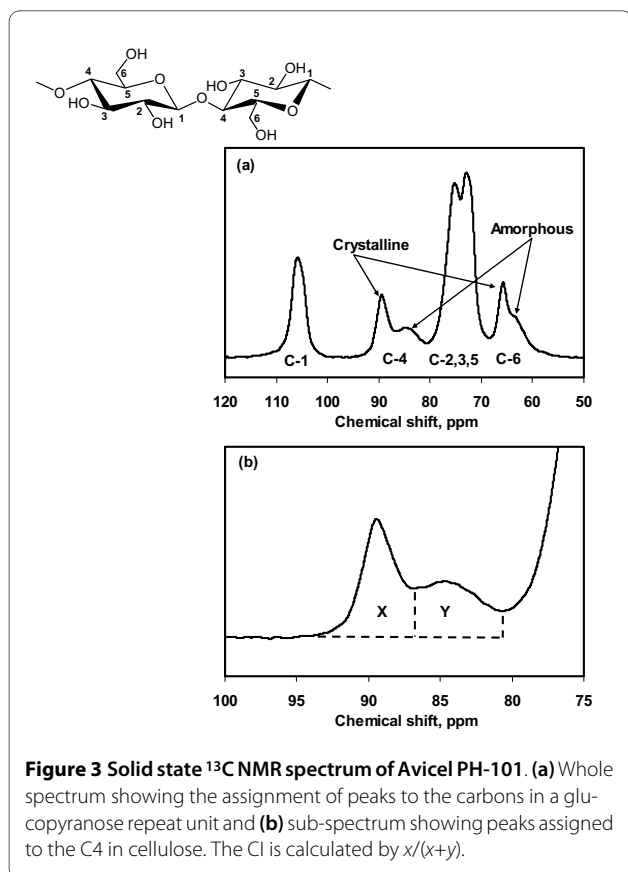 OH
6
4
O
O
5
HO
2
3
OH
1
O
3
OH
HO
2
1
5
4
O
6
OH
(a)
Amorphous
Crystalline
C-1
C-4
C-2,3,5
C-6
120 110 100 90 80 70 60 50
Chemical shift, ppm
(b)
X
Y
100 95 90 85 80 75
Chemical shift, ppm
Figure 3 Solid state ¹³C NMR spectrum of Avicel PH-101. (a) Whole
spectrum showing the assignment of peaks to the carbons in a glu-
copyranose repeat unit and (b) sub-spectrum showing peaks assigned
to the C4 in cellulose. The CI is calculated by x/(x+y).